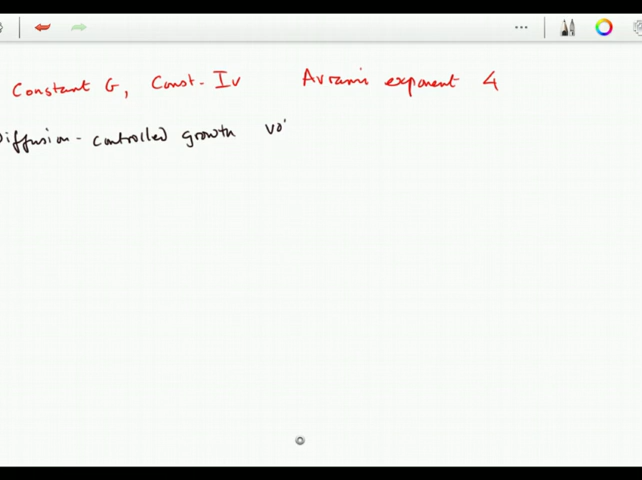 Constant G, Const. Iv Avrami exponent 4
Diffusion-controlled growth